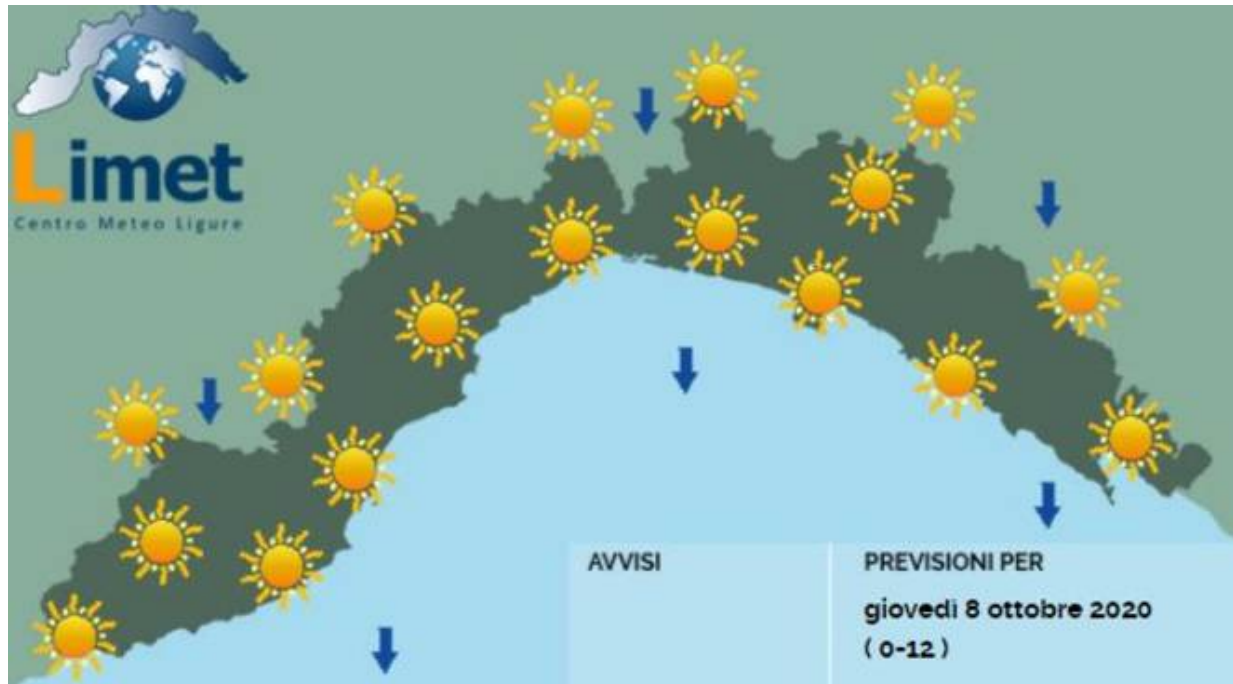 Limet
Centro Meteo Ligure
AVVISI
PREVISIONI PER
giovedì 8 ottobre 2020
( 0-12 )